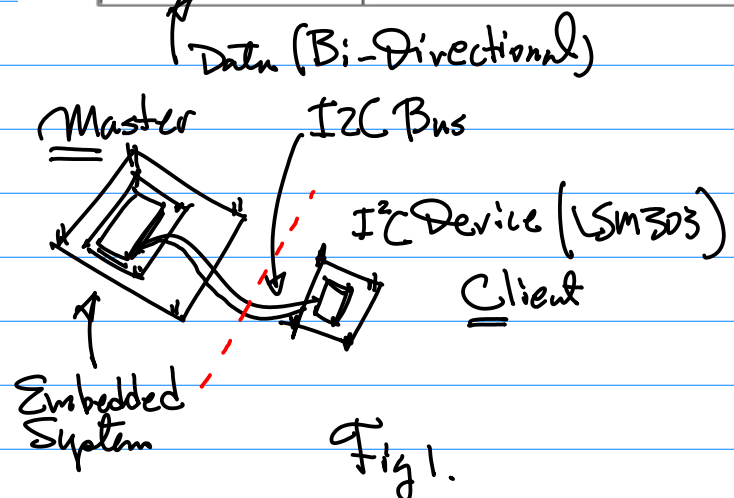 Data (Bi-Directional)
Master
I2C Bus
I²C Device (LSM303)
Client
Embedded
System
Fig 1.